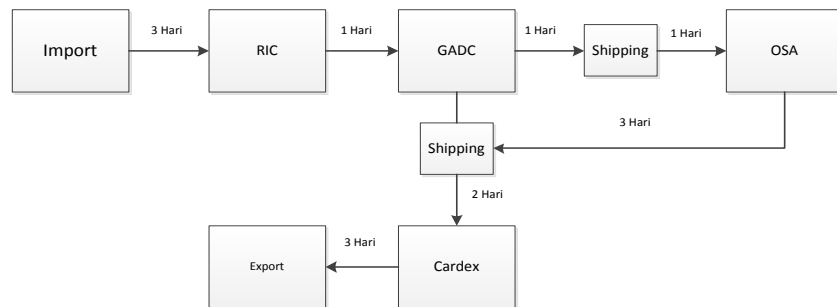 3 Hari
1 Hari
1 Hari
1 Hari
Import
RIC
GADC
Shipping
OSA
3 Hari
Shipping
2 Hari
3 Hari
Export
Cardex